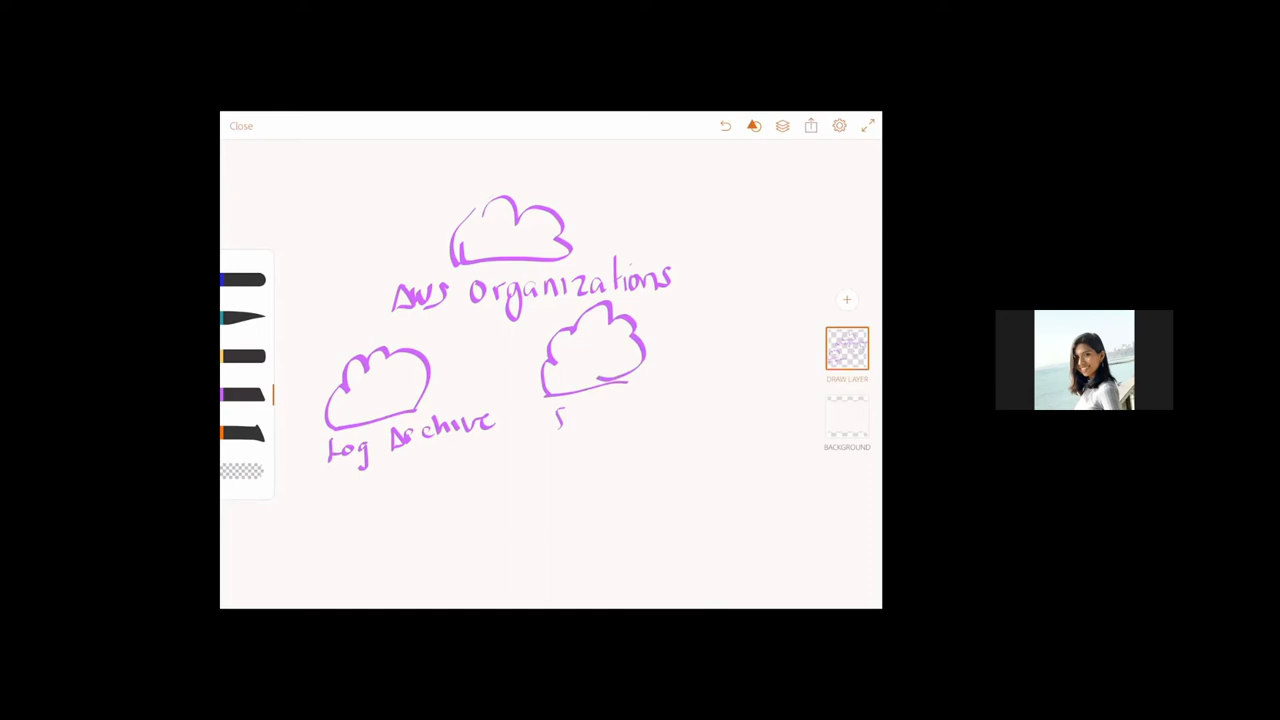 Close
AWS Organizations
Log Archive
S
DRAW LAYER
BACKGROUND